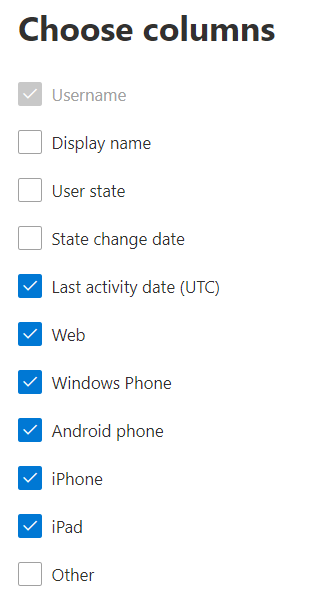 Choose columns
Username
Display name
User state
State change date
Last activity date (UTC)
Web
Windows Phone
Android phone
iPhone
iPad
Other